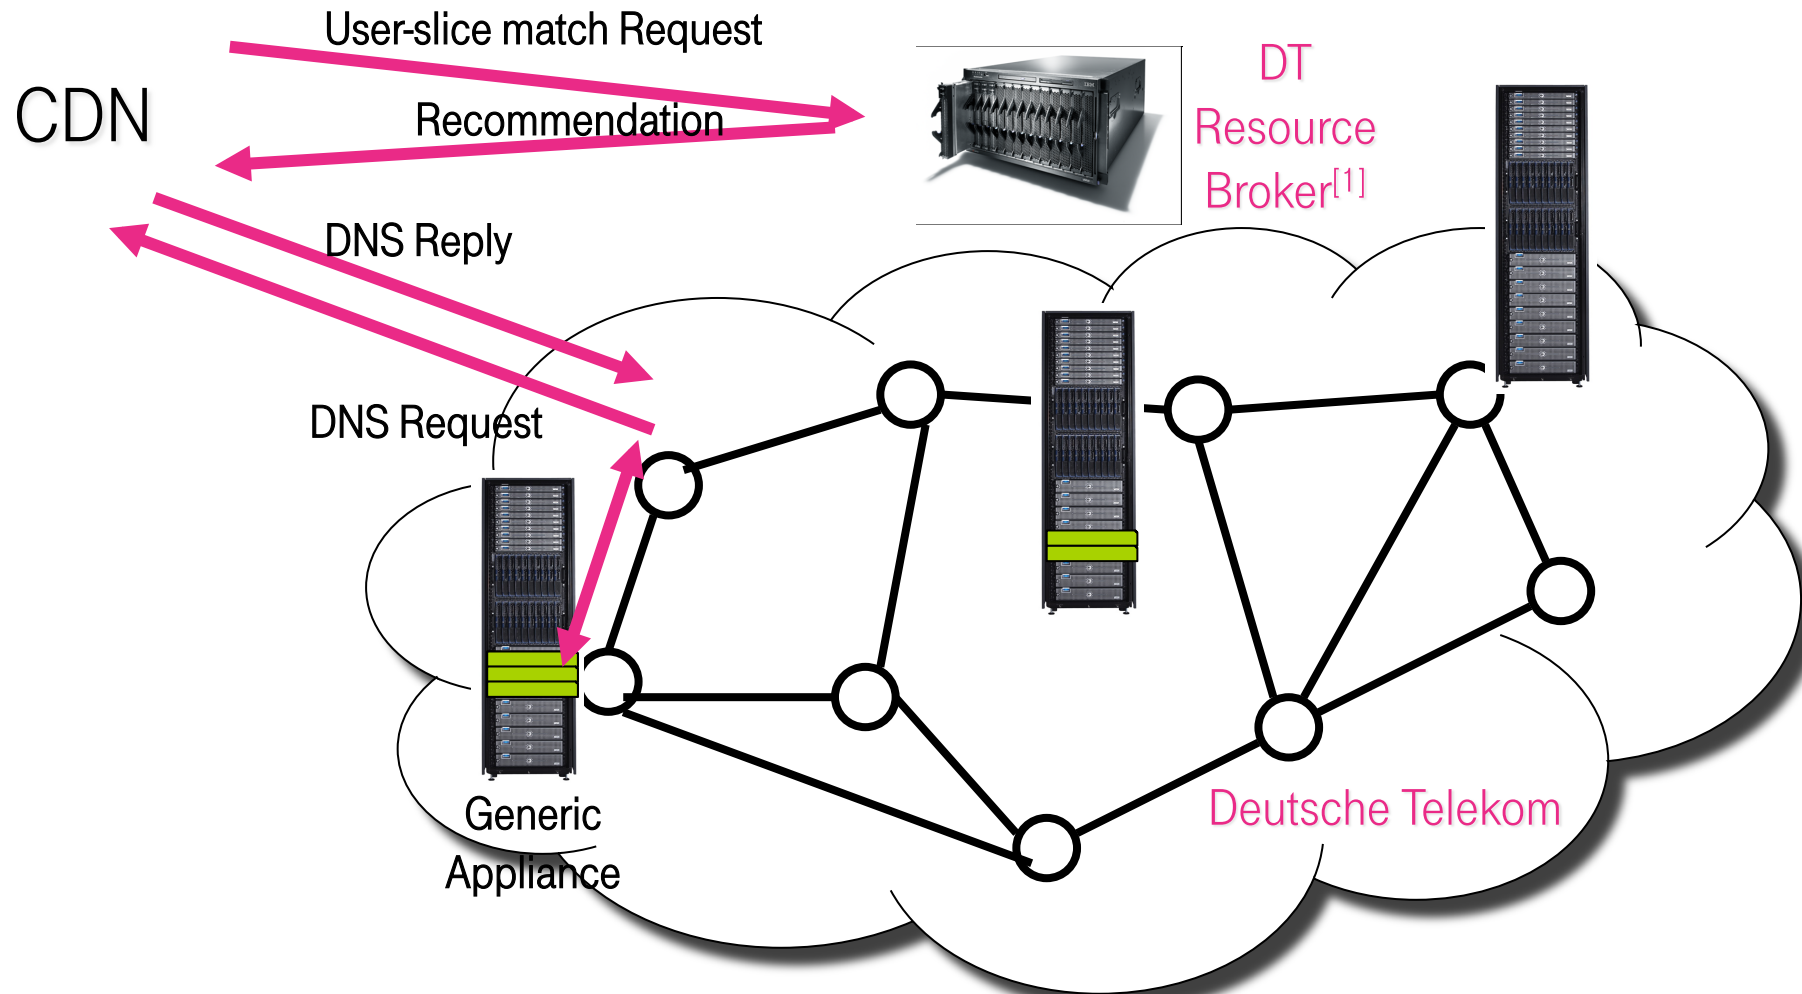 User-slice match Request
CDN
Recommendation
DT
Resource
Broker[1]
DNS Reply
DNS Request
Generic
Appliance
Deutsche Telekom